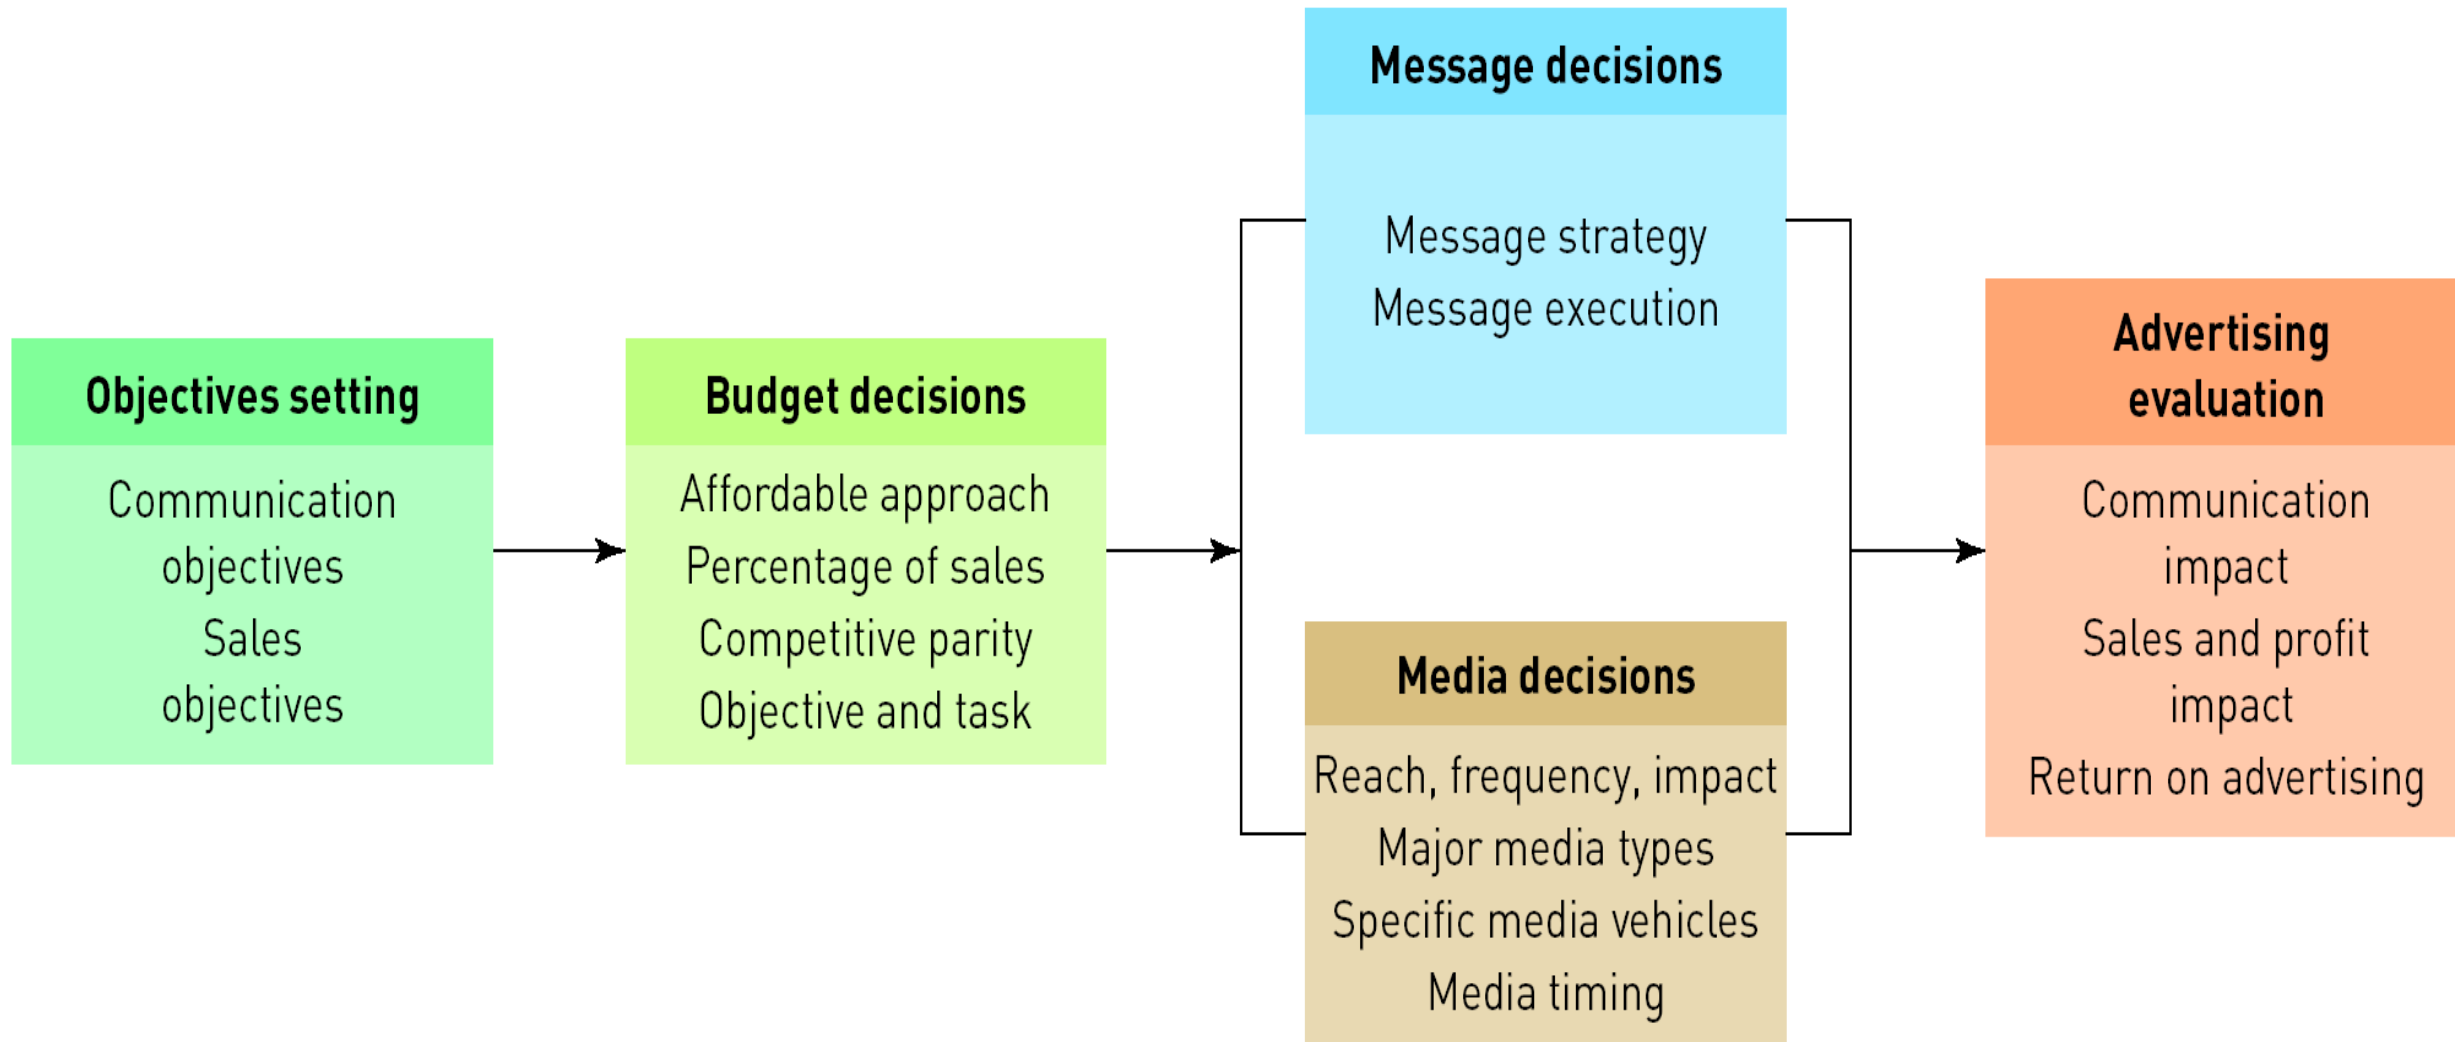 Objectives setting
Communication
objectives
Sales
objectives
Budget decisions
Affordable approach
Percentage of sales
Competitive parity
Objective and task
Message decisions
Message strategy
Message execution
Media decisions
Reach, frequency, impact
Major media types
Specific media vehicles
Media timing
Advertising
evaluation
Communication
impact
Sales and profit
impact
Return on advertising